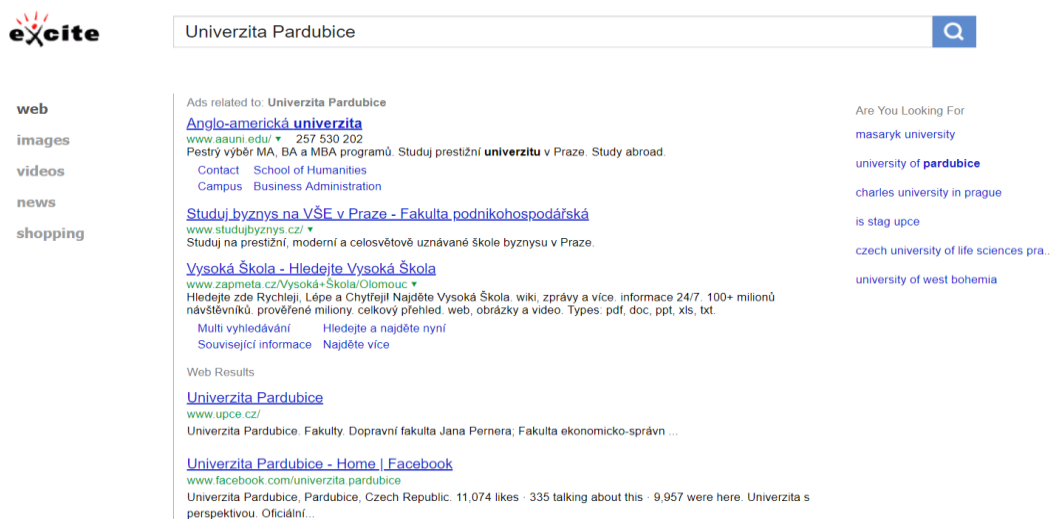 excite
Univerzita Pardubice
web
images
videos
news
shopping
Ads related to: Univerzita Pardubice
Anglo-americká univerzita
www.aauni.edu/ ▼ 257 530 202
Pestrý výběr MA, BA a MBA programů. Studuj prestižní univerzitu v Praze. Study abroad.
Contact School of Humanities
Campus Business Administration
Studuj byznys na VŠE v Praze - Fakulta podnikohospodářská
www.studujbyznys.cz/ ▼
Studuj na prestižní, moderní a celosvětově uznávané škole byznysu v Praze.
Vysoká Škola - Hledejte Vysoká Škola
www.zapmeta.cz/Vysoká+Škola/Olomouc ▼
Hledejte zde Rychleji, Lépe a Chytřeji! Najděte Vysoká Škola. wiki, zprávy a více. informace 24/7. 100+ milionů
návštěvníků. prověřené miliony. celkový přehled. web, obrázky a video. Types: pdf, doc, ppt, xls, txt.
Multi vyhledávání Hledejte a najděte nyní
Související informace Najděte více
Web Results
Univerzita Pardubice
www.upce.cz/
Univerzita Pardubice. Fakulty. Dopravní fakulta Jana Pernera; Fakulta ekonomicko-správn ...
Univerzita Pardubice - Home | Facebook
www.facebook.com/univerzita.pardubice
Univerzita Pardubice, Pardubice, Czech Republic. 11,074 likes · 335 talking about this · 9,957 were here. Univerzita s
perspektivou. Oficiální...
Are You Looking For
masaryk university
university of pardubice
charles university in prague
is stag upce
czech university of life sciences pra..
university of west bohemia